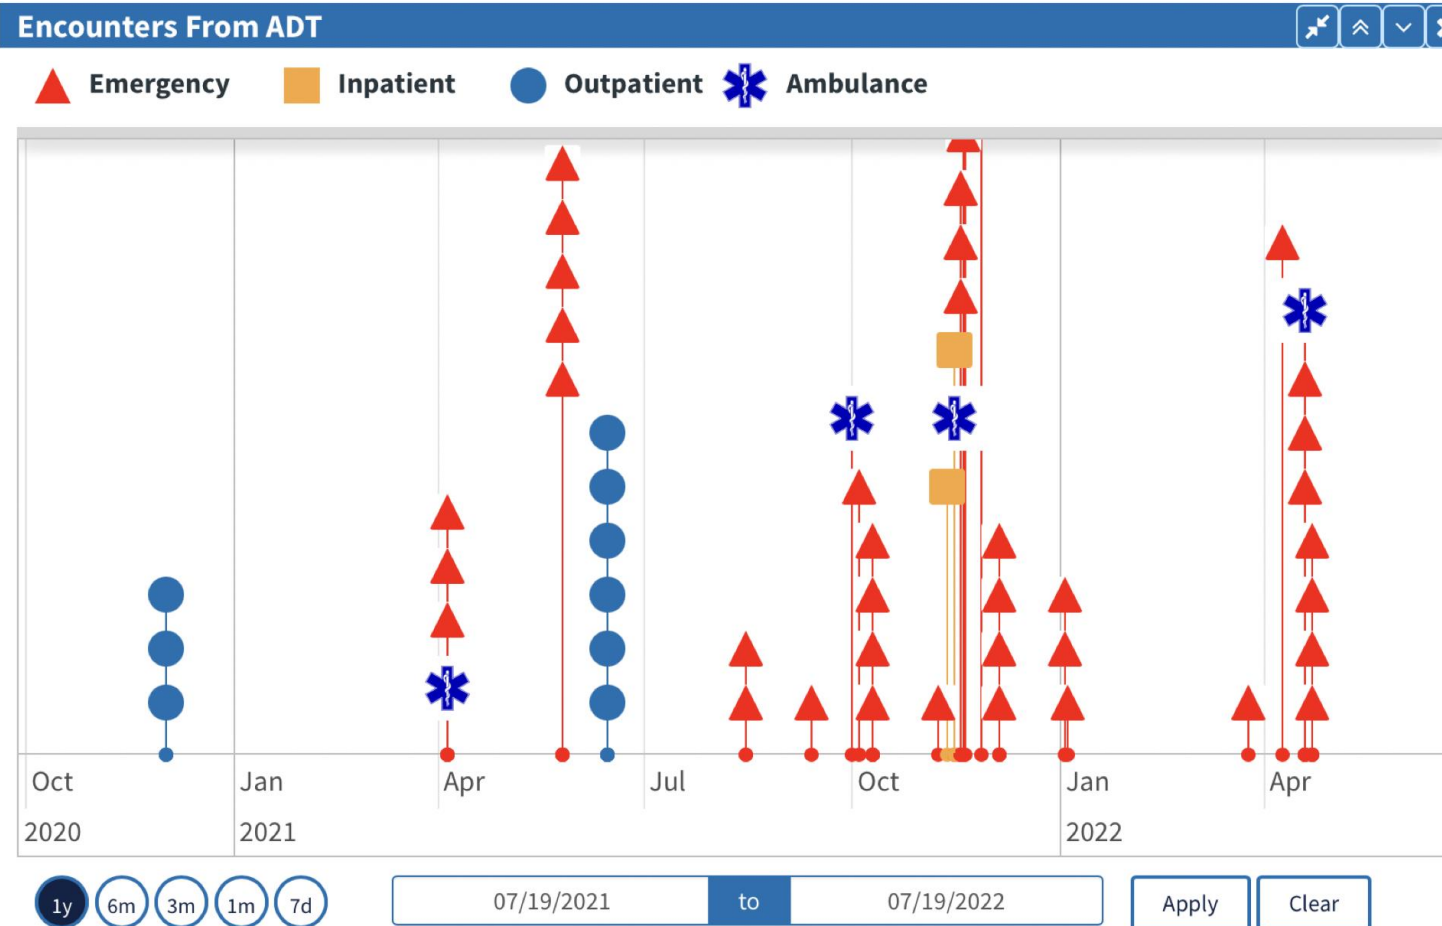 Encounters From ADT
Emergency Inpatient Outpatient Ambulance
Oct Jan Apr Jul Oct Jan Apr
2020 2021 2022
1y 6m 3m 1m 7d 07/19/2021 to 07/19/2022 Apply Clear